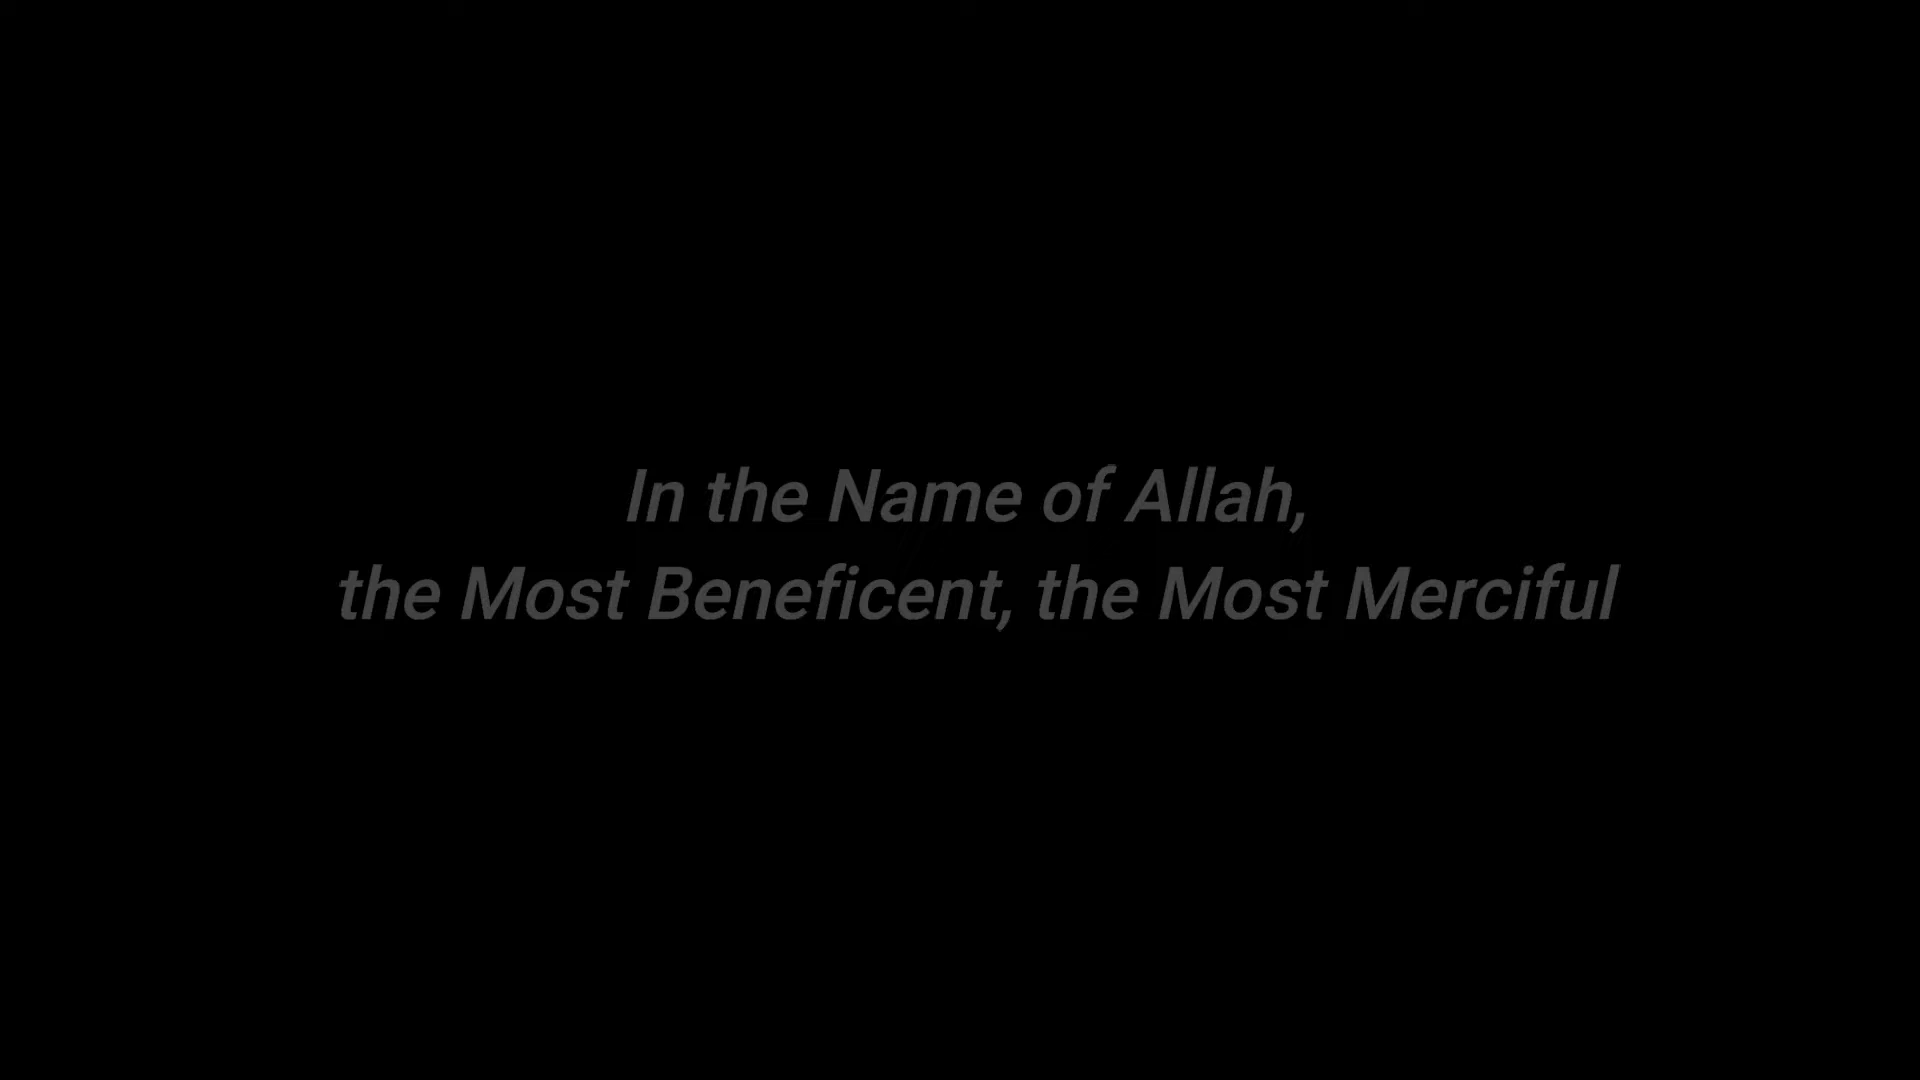 In the Name of Allah,
the Most Beneficent, the Most Merciful